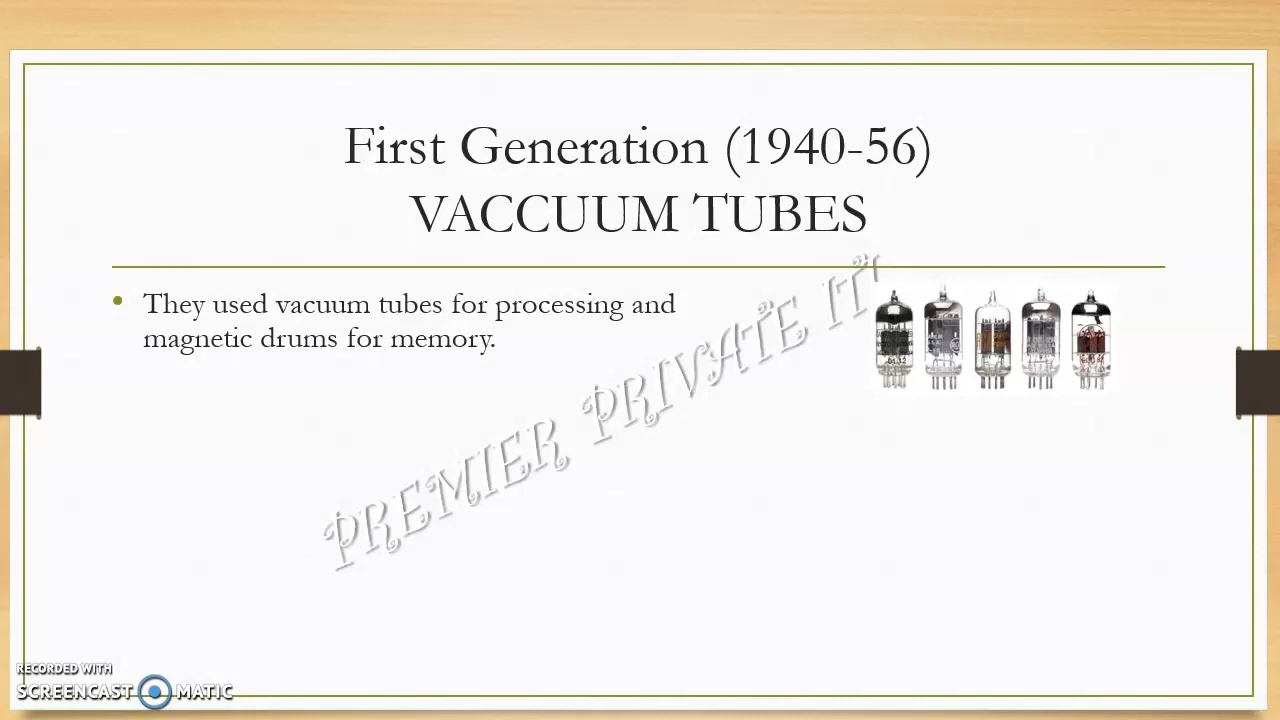 First Generation (1940-56)
VACCUUM TUBES
• They used vacuum tubes for processing and
magnetic drums for memory.
PREMIER PRIVATE IT
RECORDED WITH
SCREENCAST MATIC